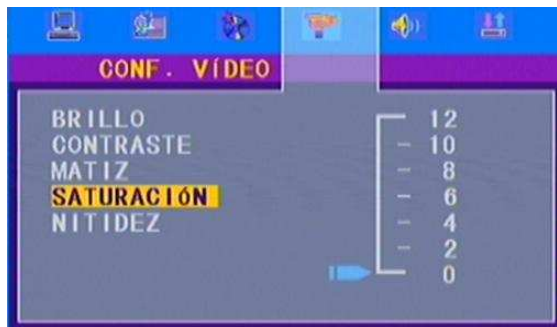 CONF. VÍDEO
BRILLO 12
CONTRASTE 10
MATIZ 8
SATURACIÓN 6
NITIDEZ 4
2
0